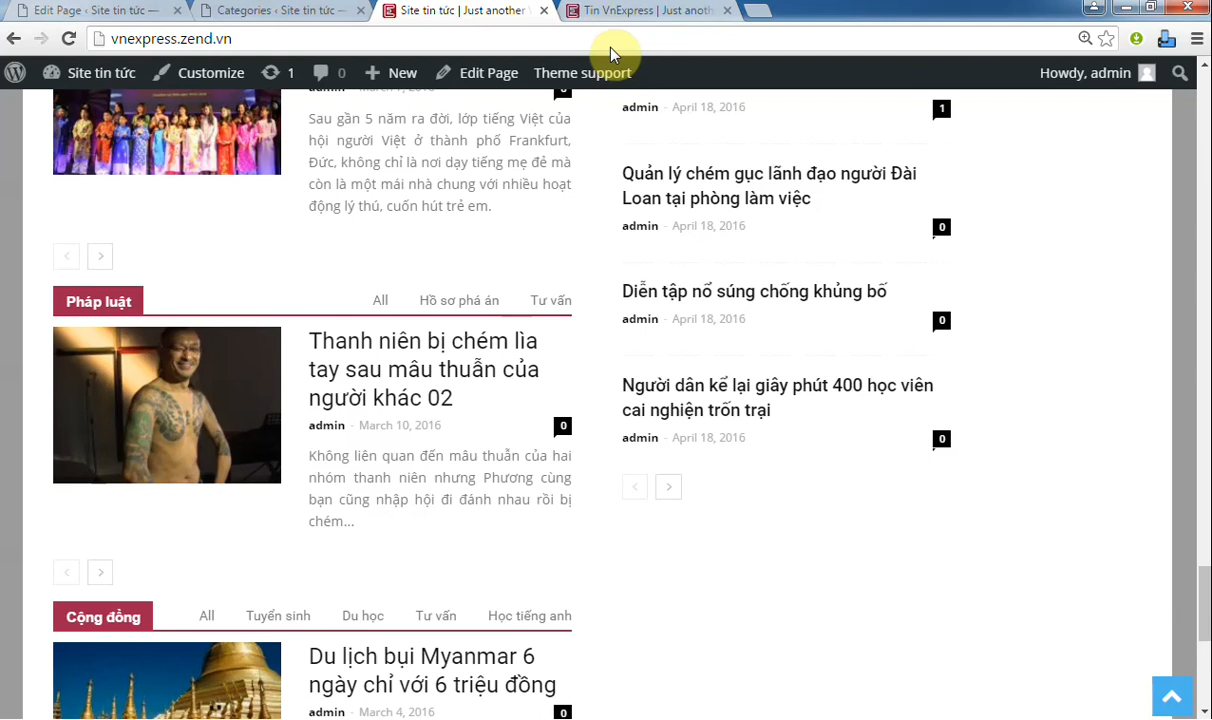 Edit Page ‹ Site tin tức —
Categories ‹ Site tin tức —
Site tin tức | Just another
Tin VnExpress | Just anoth
vnexpress.zend.vn
Site tin tức
Customize
1
0
New
Edit Page
Theme support
Howdy, admin
0
Sau gần 5 năm ra đời, lớp tiếng Việt của
hội người Việt ở thành phố Frankfurt,
Đức, không chỉ là nơi dạy tiếng mẹ đẻ mà
còn là một mái nhà chung với nhiều hoạt
động lý thú, cuốn hút trẻ em.
Pháp luật
All
Hồ sơ phá án
Tư vấn
Thanh niên bị chém lìa
tay sau mâu thuẫn của
người khác 02
admin - March 10, 2016
0
Không liên quan đến mâu thuẫn của hai
nhóm thanh niên nhưng Phương cùng
bạn cũng nhập hội đi đánh nhau rồi bị
chém...
Cộng đồng
All
Tuyển sinh
Du học
Tư vấn
Học tiếng anh
Du lịch bụi Myanmar 6
ngày chỉ với 6 triệu đồng
admin - March 4, 2016
0
admin - April 18, 2016
1
Quản lý chém gục lãnh đạo người Đài
Loan tại phòng làm việc
admin - April 18, 2016
0
Diễn tập nổ súng chống khủng bố
admin - April 18, 2016
0
Người dân kể lại giây phút 400 học viên
cai nghiện trốn trại
admin - April 18, 2016
0